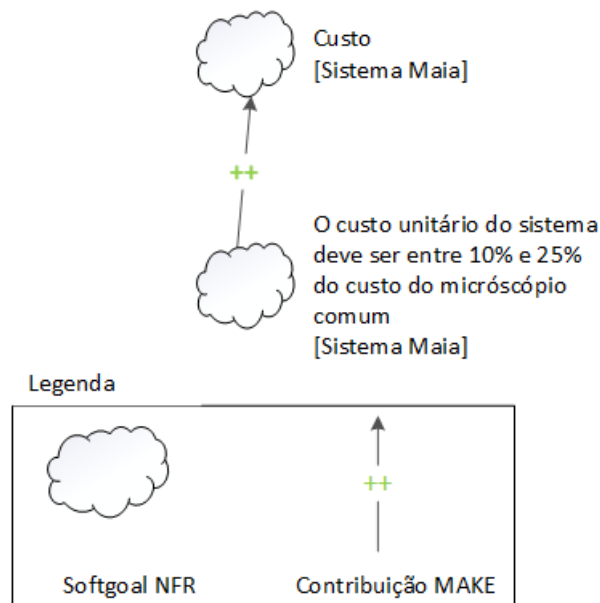 Custo
[Sistema Maia]
++
O custo unitário do sistema
deve ser entre 10% e 25%
do custo do micróscópio
comum
[Sistema Maia]
Legenda
++
Softgoal NFR
Contribuição MAKE